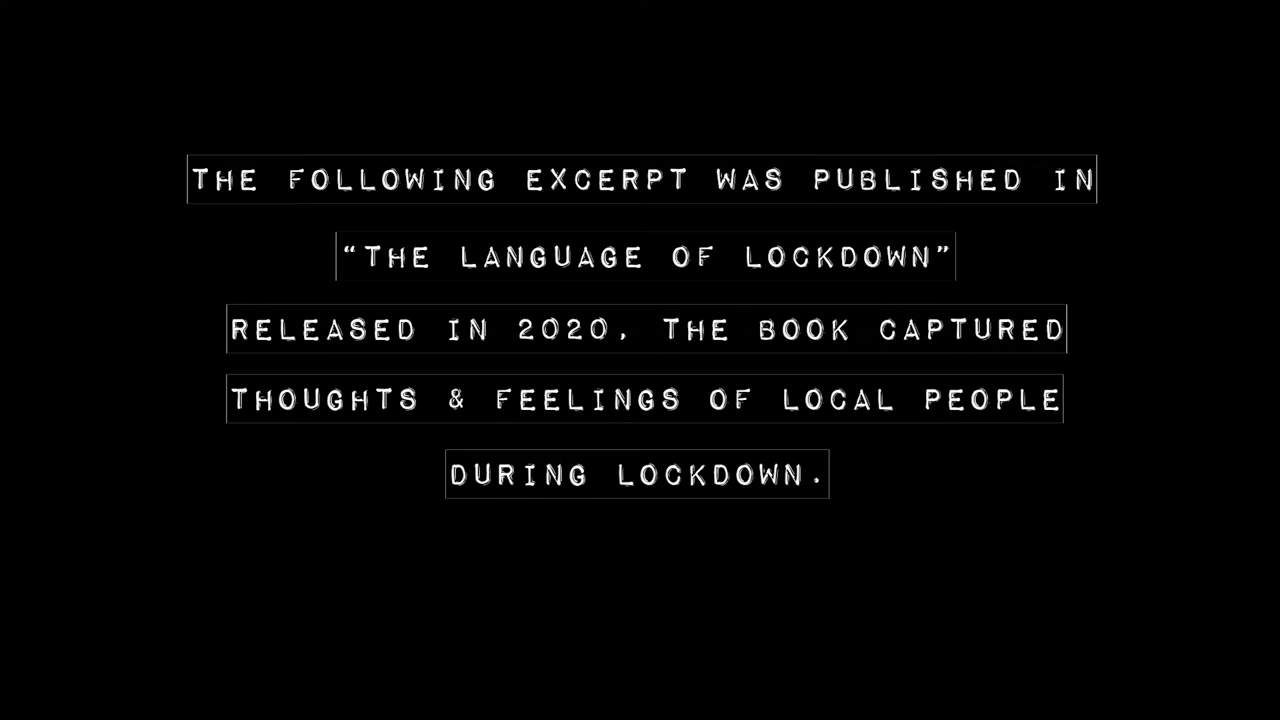 THE FOLLOWING EXCERPT WAS PUBLISHED IN
“THE LANGUAGE OF LOCKDOWN”
RELEASED IN 2020, THE BOOK CAPTURED
THOUGHTS & FEELINGS OF LOCAL PEOPLE
DURING LOCKDOWN.